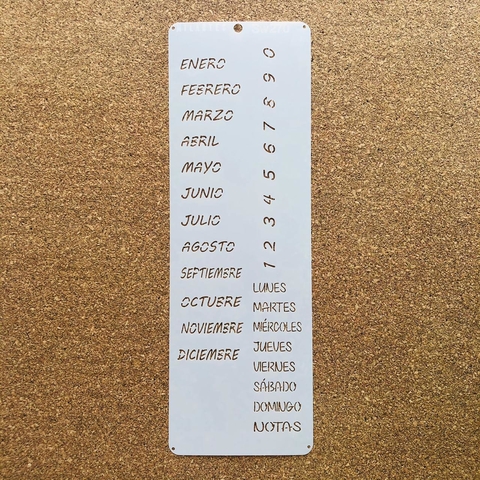 ENERO
FEBRERO
MARZO
ABRIL
MAYO
JUNIO
JULIO
AGOSTO
SEPTIEMBRE
OCTUBRE
NOVIEMBRE
DICIEMBRE
1 2 3 4 5 6 7 8 9 0
LUNES
MARTES
MIÉRCOLES
JUEVES
VIERNES
SÁBADO
DOMINGO
NOTAS